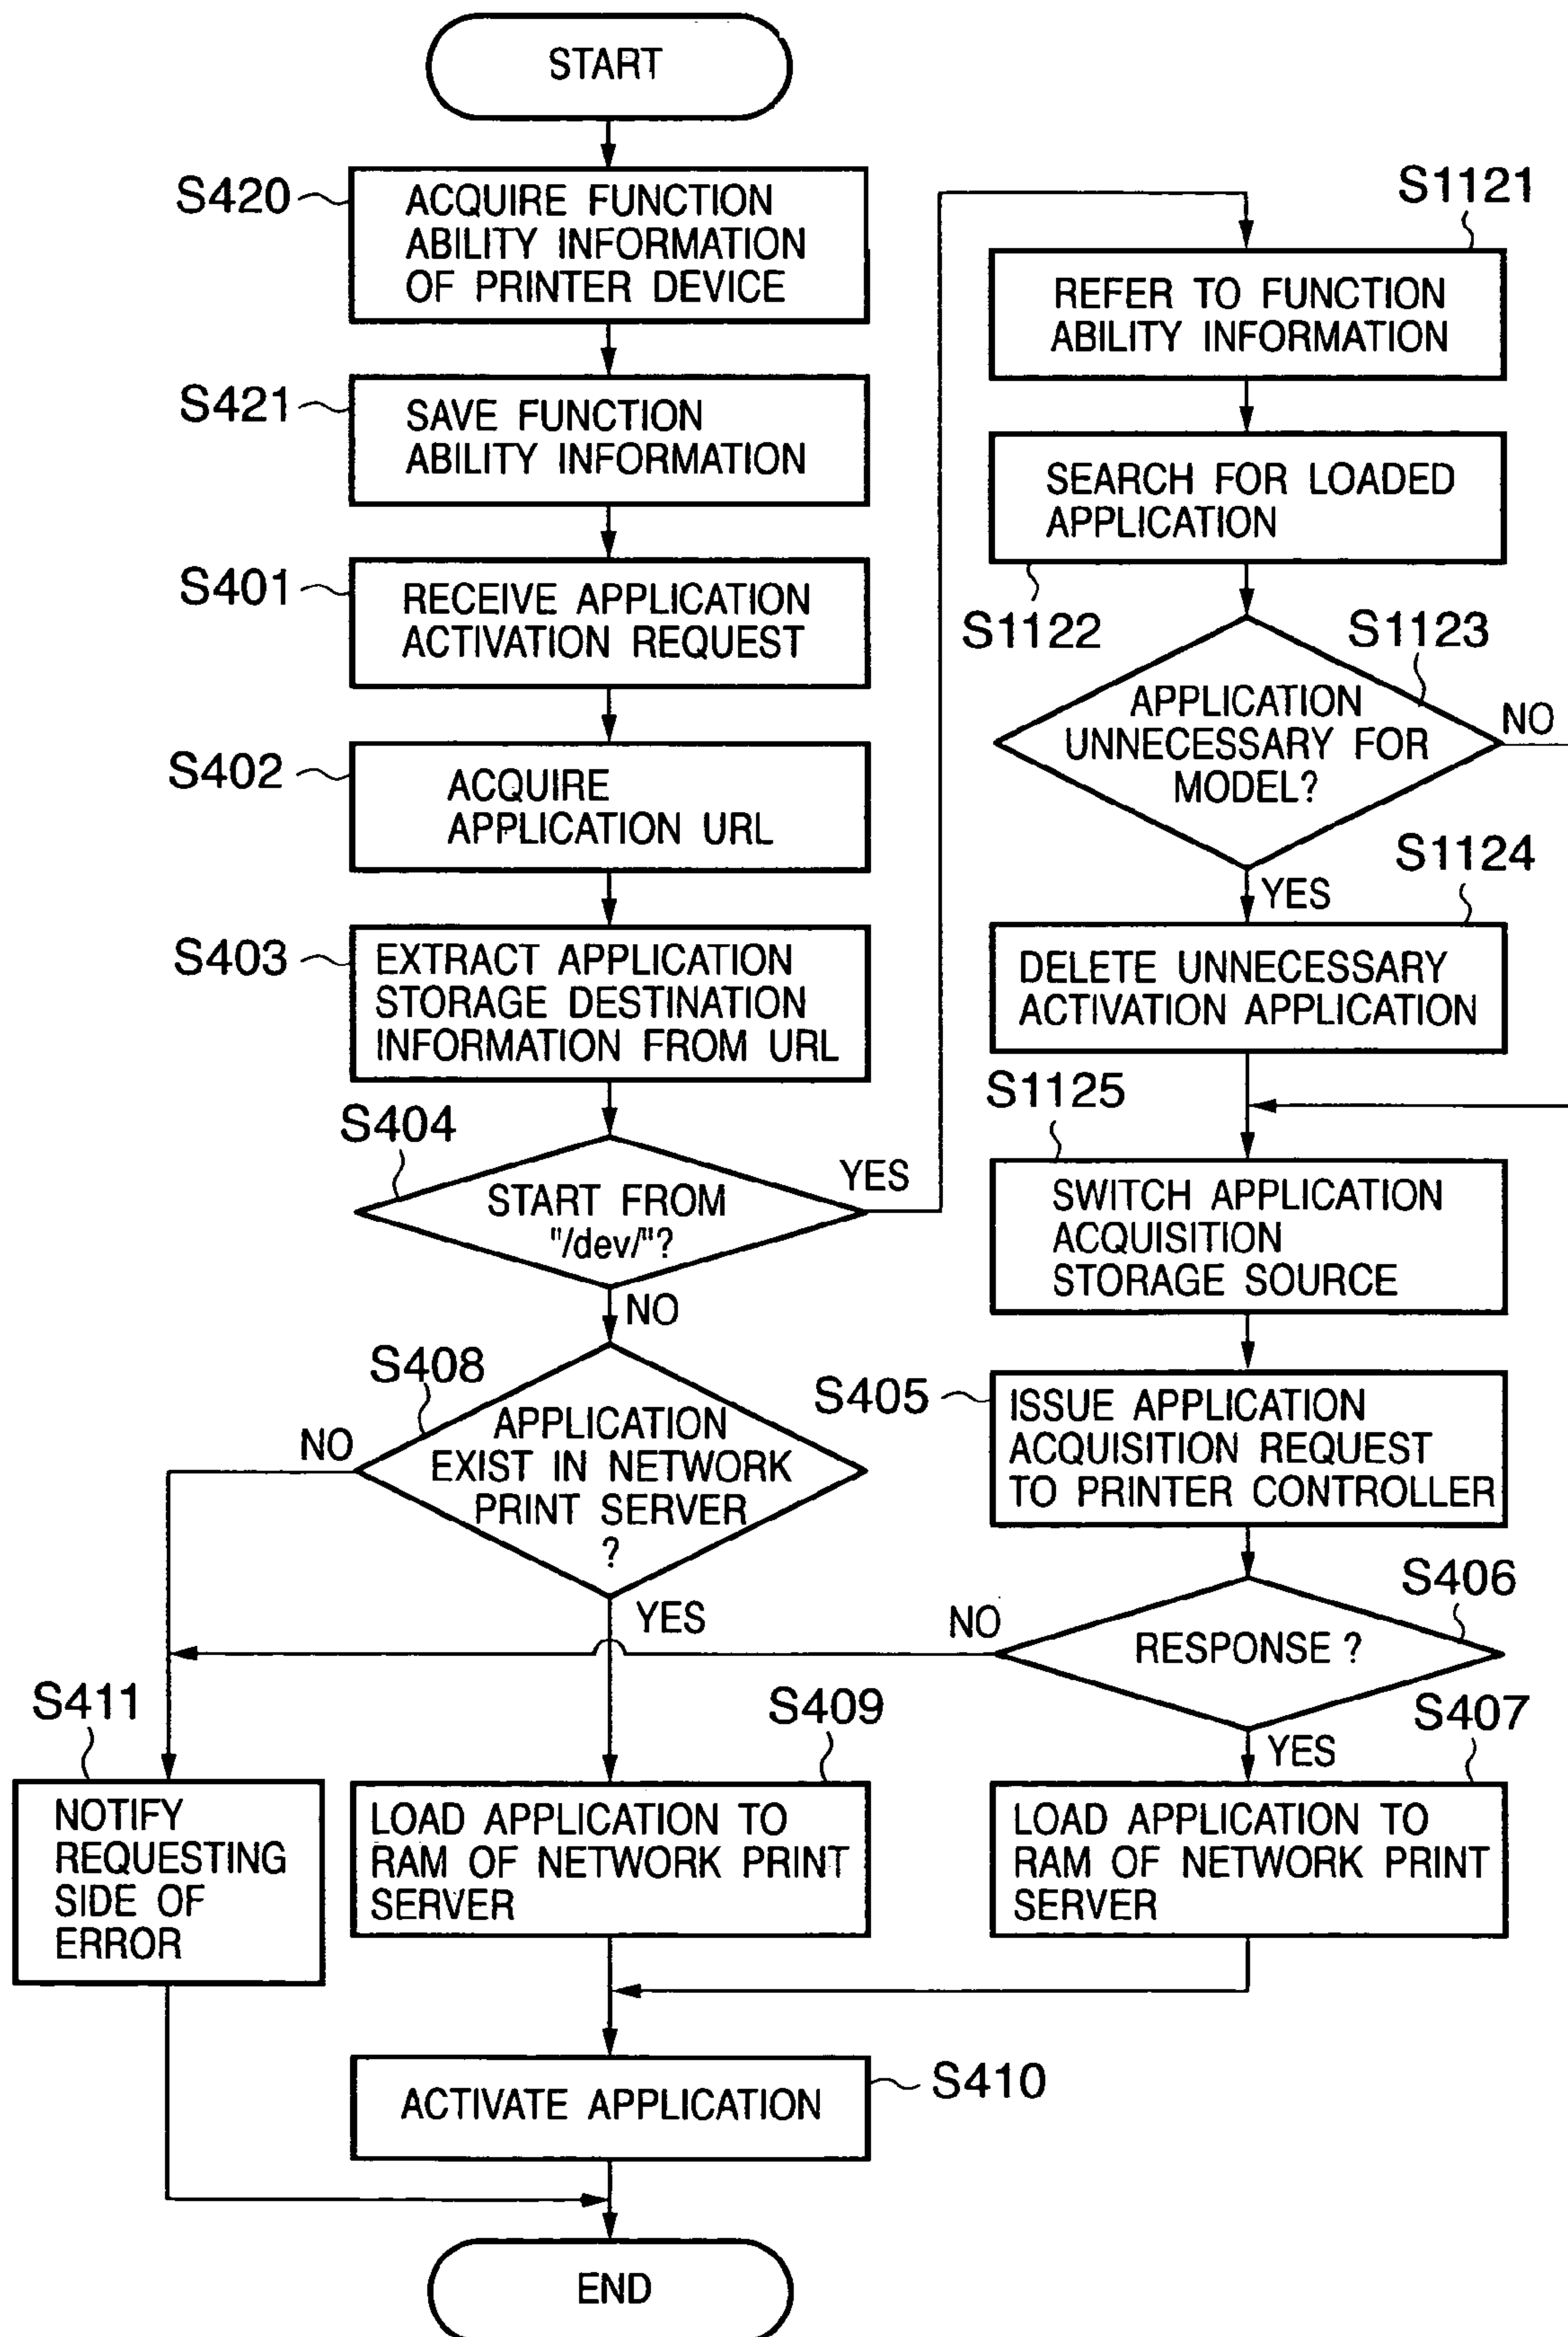 START
S420
ACQUIRE FUNCTION
ABILITY INFORMATION
OF PRINTER DEVICE
S421
SAVE FUNCTION
ABILITY INFORMATION
S401
RECEIVE APPLICATION
ACTIVATION REQUEST
S402
ACQUIRE
APPLICATION URL
S403
EXTRACT APPLICATION
STORAGE DESTINATION
INFORMATION FROM URL
S404
START FROM
"/dev/"?
YES
NO
S1121
REFER TO FUNCTION
ABILITY INFORMATION
SEARCH FOR LOADED
APPLICATION
S1122
S1123
APPLICATION
UNNECESSARY FOR
MODEL?
NO
YES
S1124
DELETE UNNECESSARY
ACTIVATION APPLICATION
S1125
SWITCH APPLICATION
ACQUISITION
STORAGE SOURCE
S405
ISSUE APPLICATION
ACQUISITION REQUEST
TO PRINTER CONTROLLER
S406
RESPONSE ?
NO
YES
S407
LOAD APPLICATION TO
RAM OF NETWORK PRINT
SERVER
S408
APPLICATION
EXIST IN NETWORK
PRINT SERVER
?
NO
YES
S409
LOAD APPLICATION TO
RAM OF NETWORK PRINT
SERVER
S411
NOTIFY
REQUESTING
SIDE OF
ERROR
ACTIVATE APPLICATION
S410
END